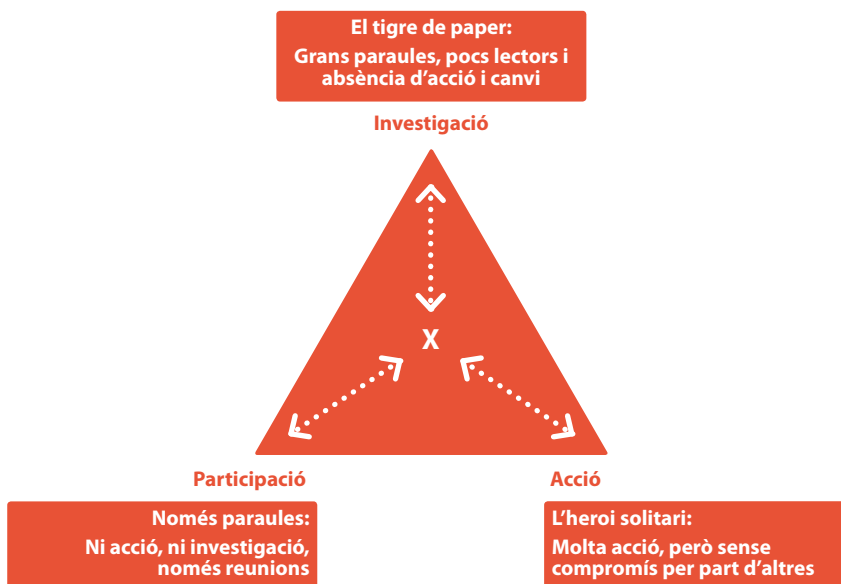 El tigre de paper:
Grans paraules, pocs lectors i
absència d’acció i canvi
Investigació
X
Participació
Acció
Només paraules:
Ni acció, ni investigació,
només reunions
L’heroi solitari:
Molta acció, però sense
compromís per part d’altres